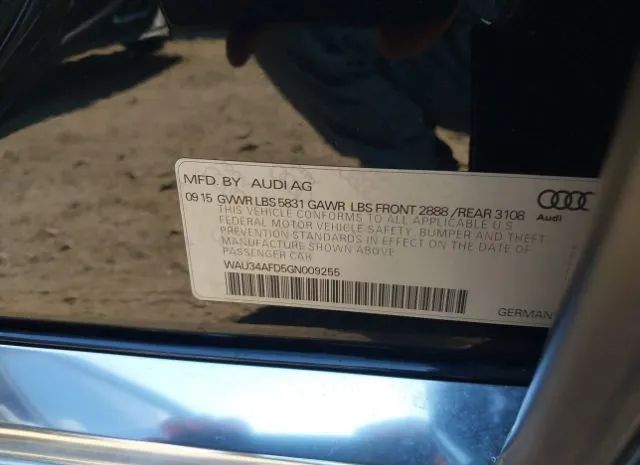 MFD. BY AUDI AG
09 15 GVWR LBS 5831 GAWR LBS FRONT 2888 / REAR 3108
THIS VEHICLE CONFORMS TO ALL APPLICABLE U.S.
FEDERAL MOTOR VEHICLE SAFETY, BUMPER AND THEFT
PREVENTION-STANDARDS IN EFFECT ON THE DATE OF
MANUFACTURE SHOWN ABOVE
PASSENGER CAR
WAU34AFD5GN009255
Audi
GERMAN